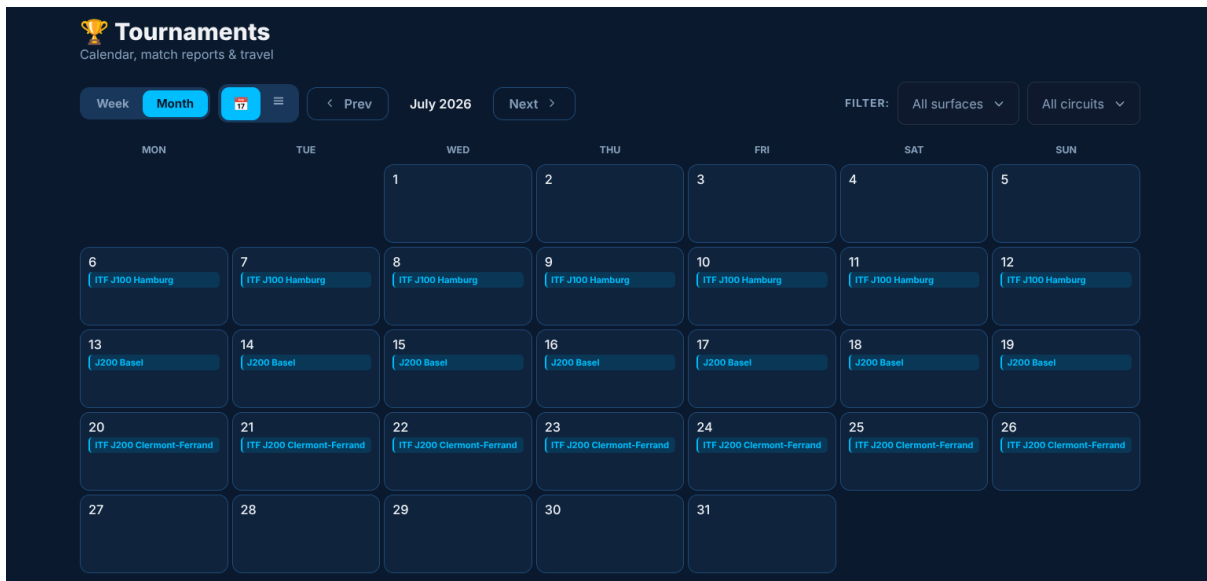 🏆 Tournaments
Calendar, match reports & travel
Week Month 📅 ≡ < Prev July 2026 Next > FILTER: All surfaces All circuits
MON TUE WED THU FRI SAT SUN
1 2 3 4 5
6 7 8 9 10 11 12
ITF J100 Hamburg ITF J100 Hamburg ITF J100 Hamburg ITF J100 Hamburg ITF J100 Hamburg ITF J100 Hamburg ITF J100 Hamburg
13 14 15 16 17 18 19
J200 Basel J200 Basel J200 Basel J200 Basel J200 Basel J200 Basel J200 Basel
20 21 22 23 24 25 26
ITF J200 Clermont-Ferrand ITF J200 Clermont-Ferrand ITF J200 Clermont-Ferrand ITF J200 Clermont-Ferrand ITF J200 Clermont-Ferrand ITF J200 Clermont-Ferrand ITF J200 Clermont-Ferrand
27 28 29 30 31